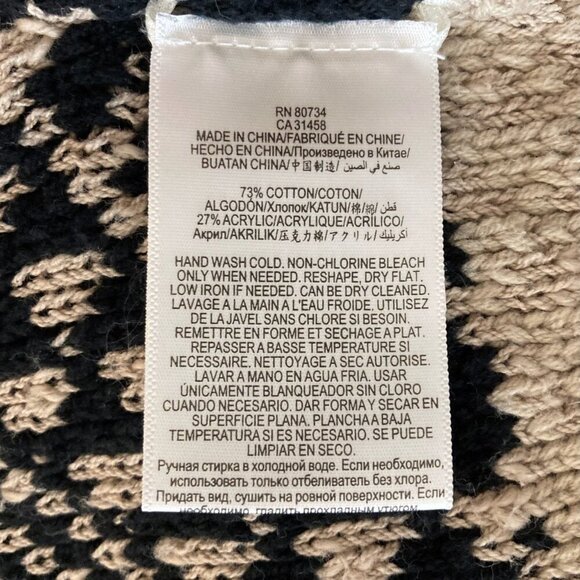 RN 80734
CA 31458
MADE IN CHINA/FABRIQUÉ EN CHINE/
HECHO EN CHINA/Произведено в Китае/
BUATAN CHINA/中国制造/ صنع في الصين
73% COTTON/COTON/
ALGODÓN/Хлопок/KATUN/棉/綿/ قطن
27% ACRYLIC/ACRYLIQUE/ACRÍLICO/
Акрил/AKRILIK/压克力棉/アクリル/ أكريليك
HAND WASH COLD. NON-CHLORINE BLEACH
ONLY WHEN NEEDED. RESHAPE, DRY FLAT.
LOW IRON IF NEEDED. CAN BE DRY CLEANED.
LAVAGE A LA MAIN A L'EAU FROIDE. UTILISEZ
DE LA JAVEL SANS CHLORE SI BESOIN.
REMETTRE EN FORME ET SECHAGE A PLAT.
REPASSER A BASSE TEMPERATURE SI
NECESSAIRE. NETTOYAGE A SEC AUTORISE.
LAVAR A MANO EN AGUA FRIA. USAR
ÚNICAMENTE BLANQUEADOR SIN CLORO
CUANDO NECESARIO. DAR FORMA Y SECAR EN
SUPERFICIE PLANA. PLANCHA A BAJA
TEMPERATURA SI ES NECESARIO. SE PUEDE
LIMPIAR EN SECO.
Ручная стирка в холодной воде. Если необходимо,
использовать только отбеливатель без хлора.
Придать вид, сушить на ровной поверхности. Если
необходимо, гладить прохладным утюгом.